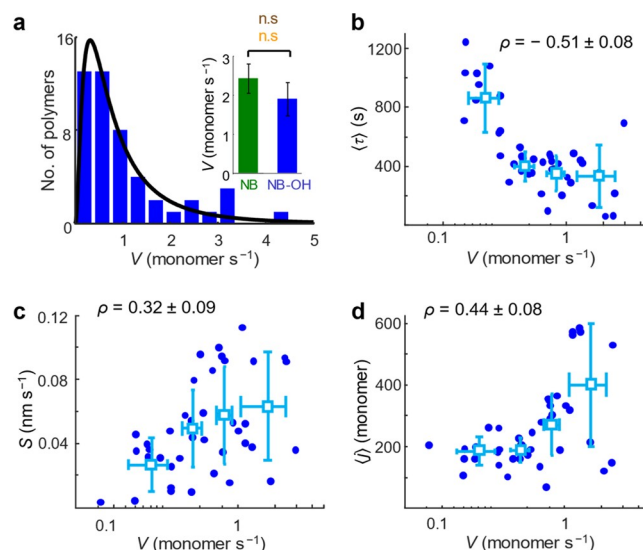 a
n.s
n.s
16
8
0
No. of polymers
3
2
1
0
V (monomer s⁻¹)
NB
NB-OH
1
2
3
4
5
V (monomer s⁻¹)
b
ρ = − 0.51 ± 0.08
1200
800
400
⟨τ⟩ (s)
0.1
1
V (monomer s⁻¹)
c
ρ = 0.32 ± 0.09
0.12
0.08
0.04
S (nm s⁻¹)
0.1
1
V (monomer s⁻¹)
d
ρ = 0.44 ± 0.08
600
400
200
⟨j⟩ (monomer)
0.1
1
V (monomer s⁻¹)